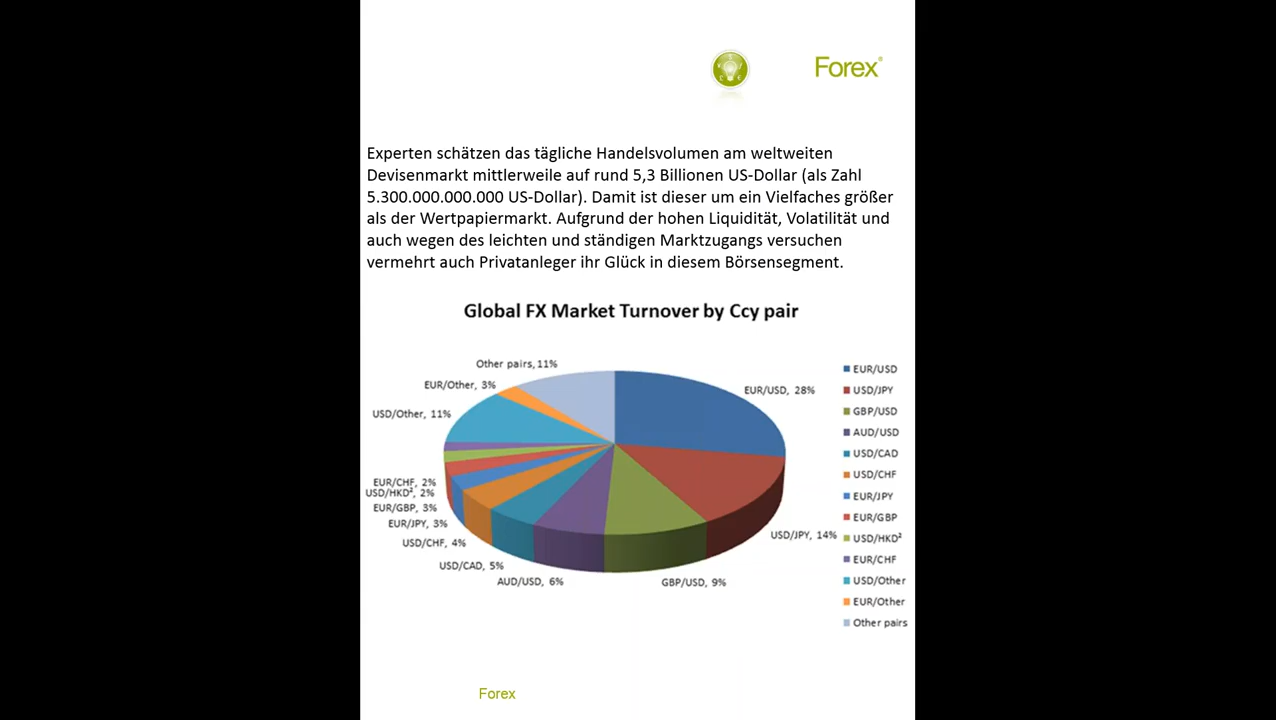 Forex®
Experten schätzen das tägliche Handelsvolumen am weltweiten
Devisenmarkt mittlerweile auf rund 5,3 Billionen US-Dollar (als Zahl
5.300.000.000.000 US-Dollar). Damit ist dieser um ein Vielfaches größer
als der Wertpapiermarkt. Aufgrund der hohen Liquidität, Volatilität und
auch wegen des leichten und ständigen Marktzugangs versuchen
vermehrt auch Privatanleger ihr Glück in diesem Börsensegment.
Global FX Market Turnover by Ccy pair
Other pairs, 11%
EUR/Other, 3%
USD/Other, 11%
EUR/CHF, 2%
USD/HKD², 2%
EUR/GBP, 3%
EUR/JPY, 3%
USD/CHF, 4%
USD/CAD, 5%
AUD/USD, 6%
GBP/USD, 9%
USD/JPY, 14%
EUR/USD, 28%
EUR/USD
USD/JPY
GBP/USD
AUD/USD
USD/CAD
USD/CHF
EUR/JPY
EUR/GBP
USD/HKD²
EUR/CHF
USD/Other
EUR/Other
Other pairs
Forex